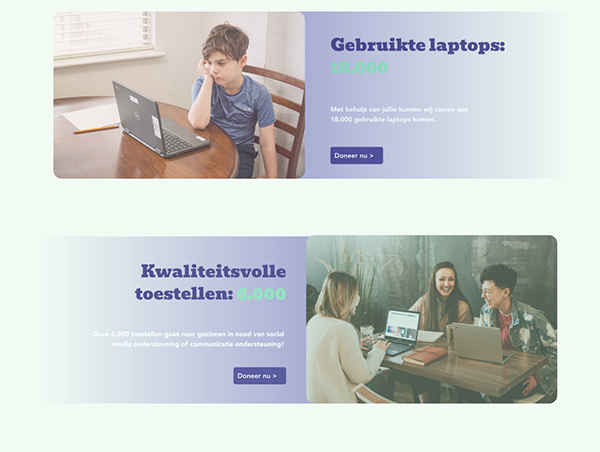 Gebruikte laptops:
18.000
Met behulp van jullie kunnen wij samen aan
18.000 gebruikte laptops komen.
Doneer nu >
Kwaliteitsvolle
toestellen: 6.000
Deze 6.000 toestellen gaan naar gezinnen in nood van social
media ondersteuning of communicatie ondersteuning!
Doneer nu >